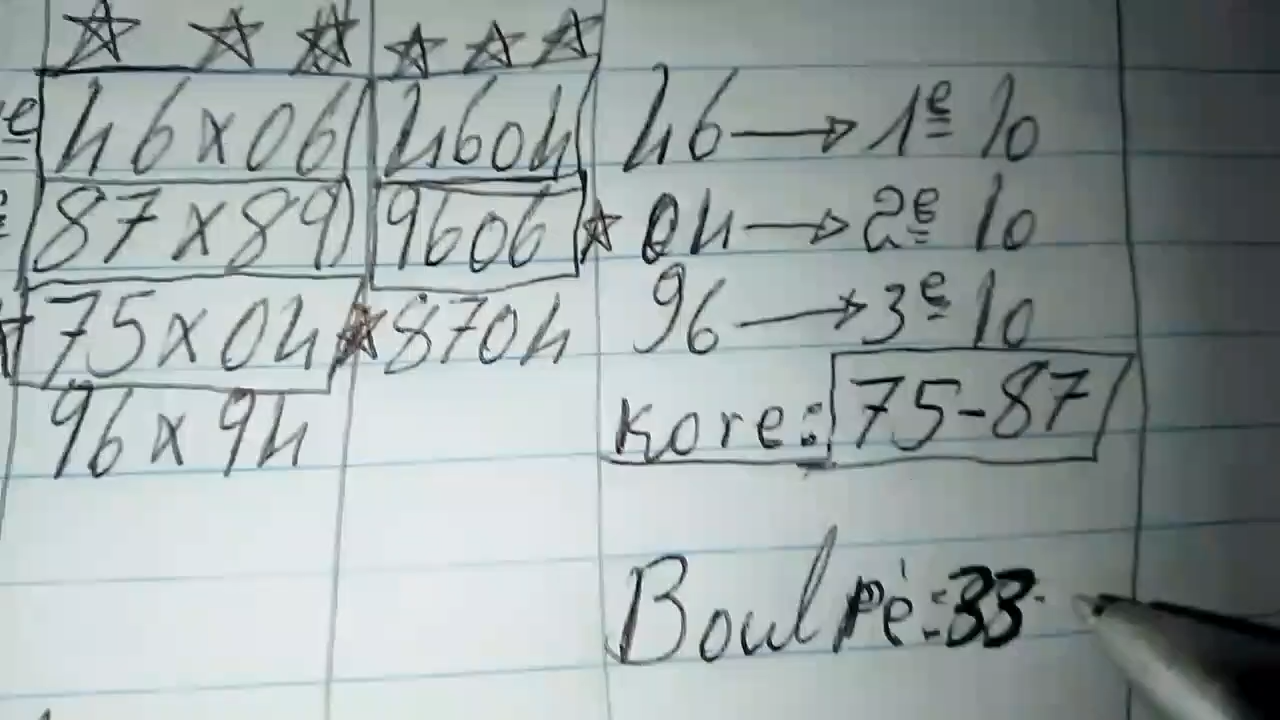 46x06 4604 46 → 1e lo
87x89 9606 04 → 2e lo
75x04 8704 96 → 3e lo
96x94 Kore: 75-87
Boul Pè: 33